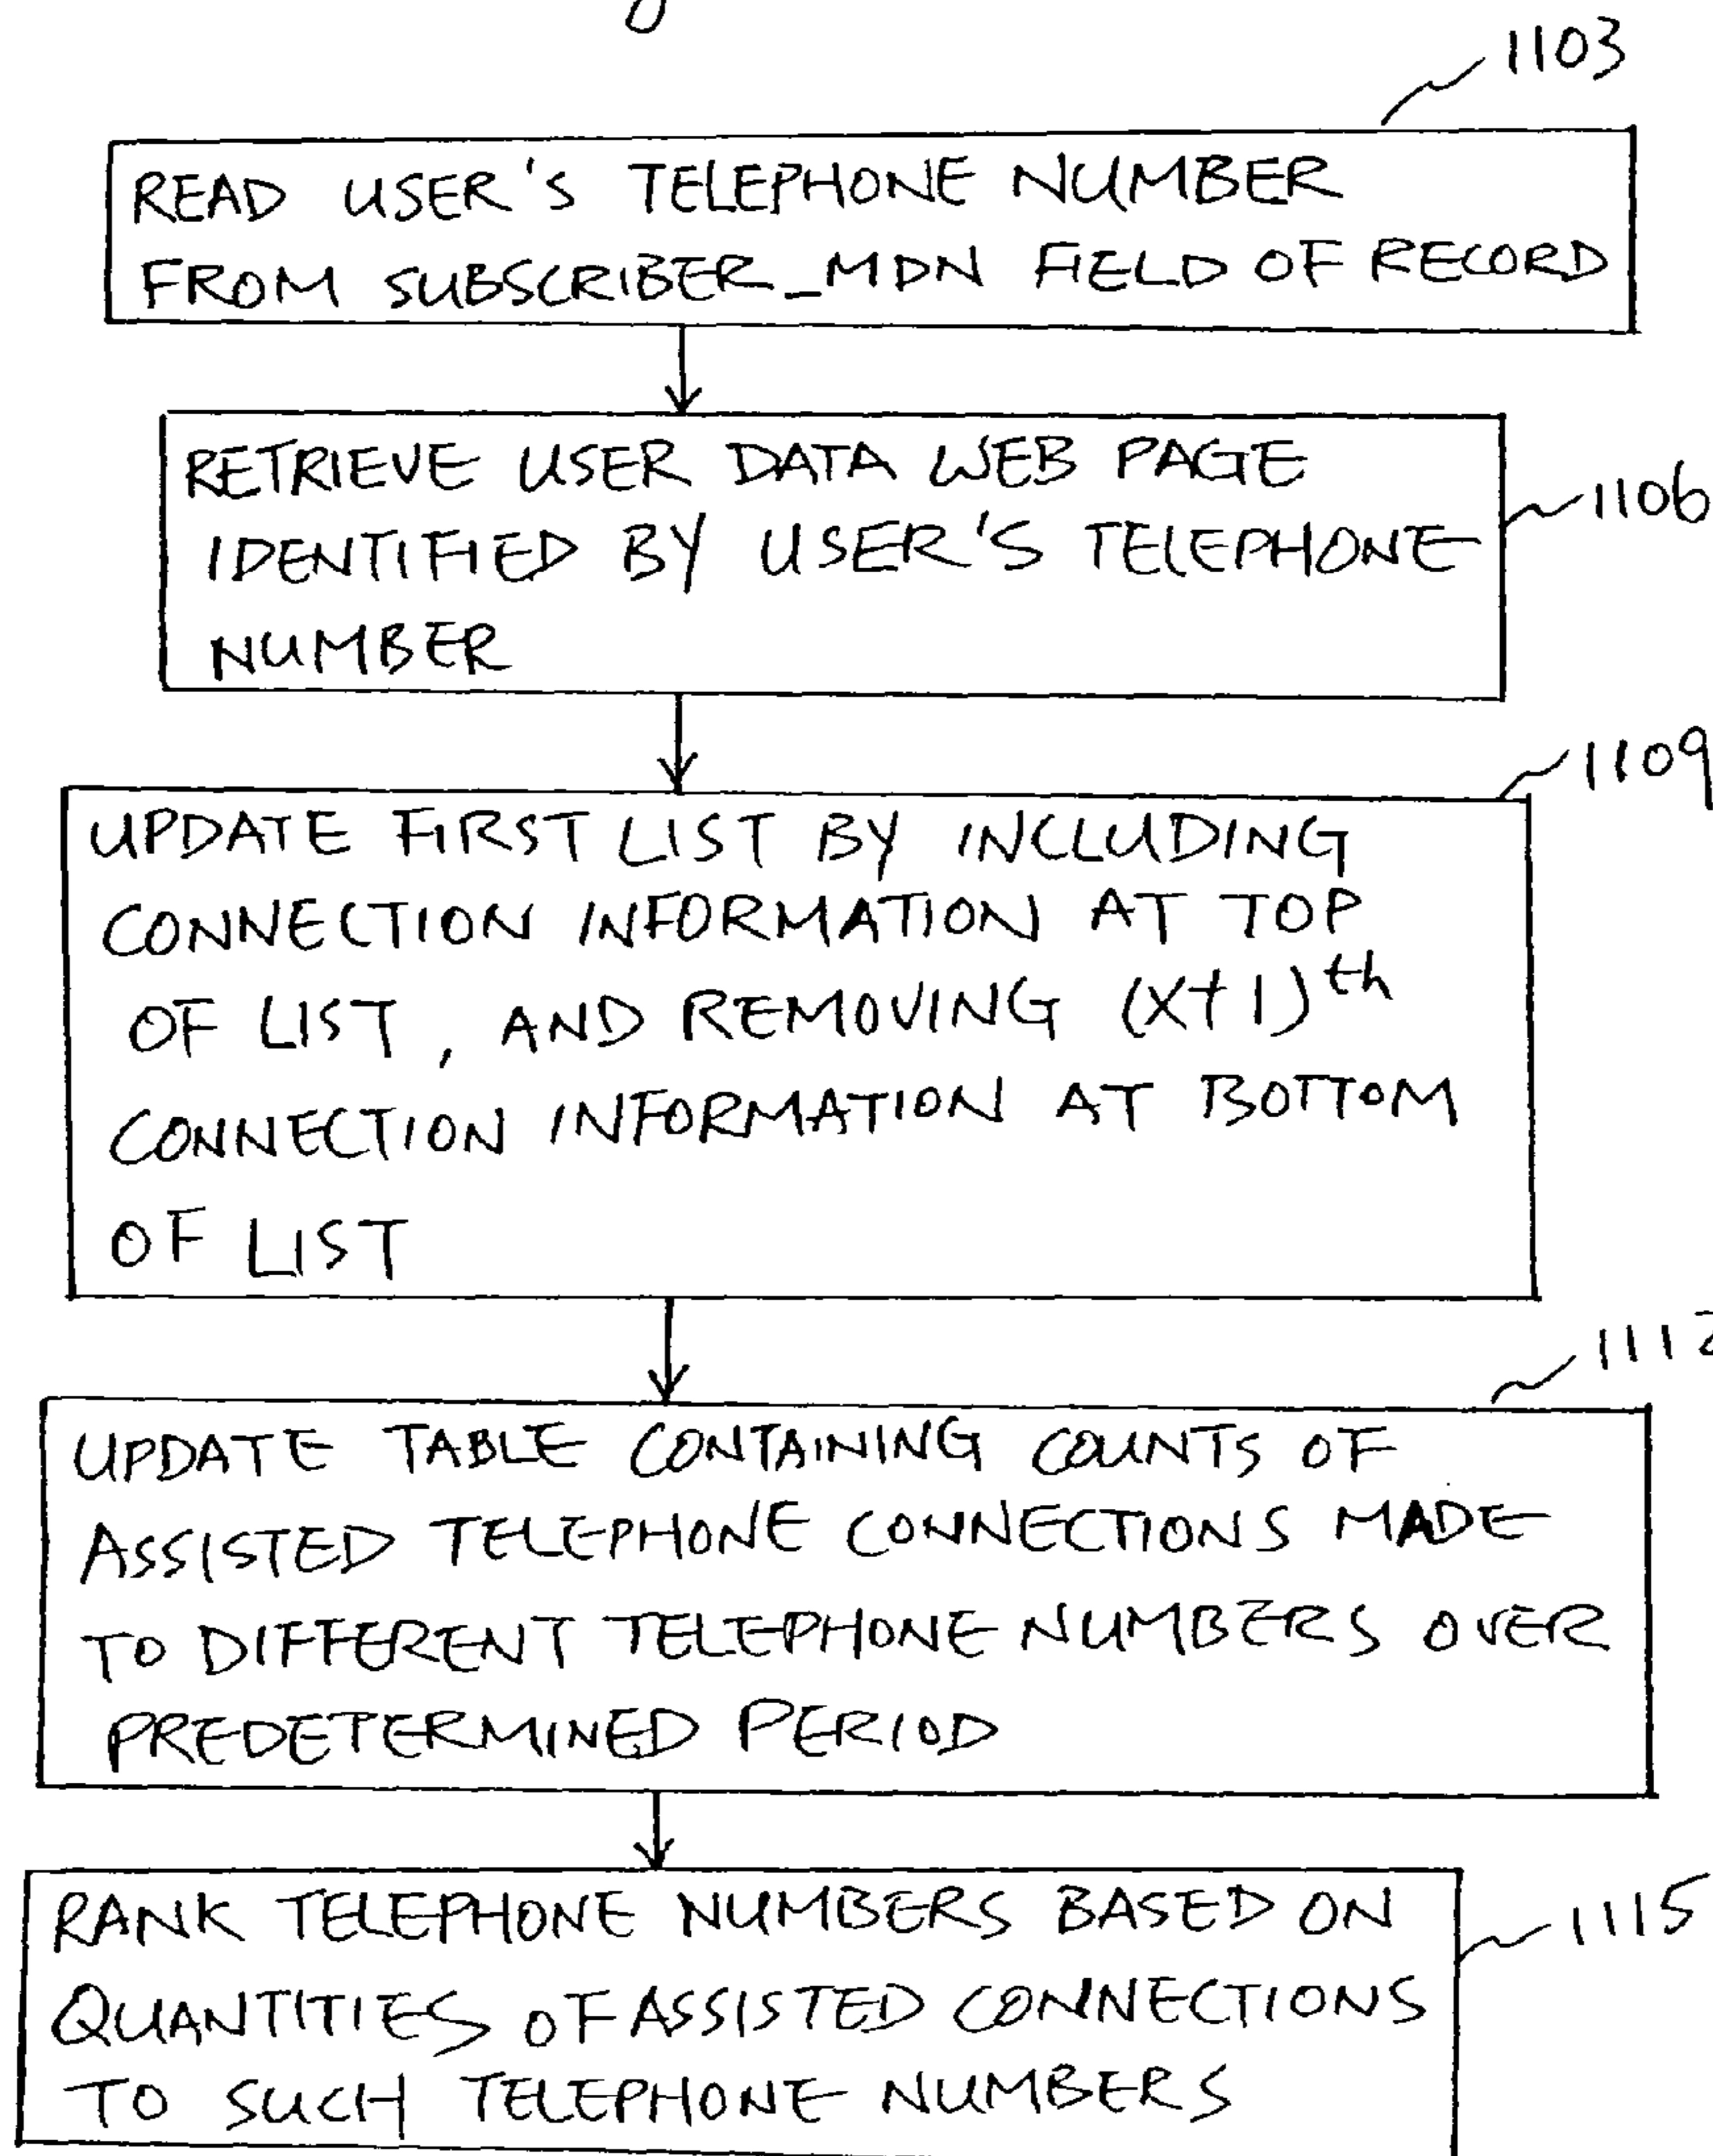 1103
READ USER'S TELEPHONE NUMBER
FROM SUBSCRIBER_MDN FIELD OF RECORD
RETRIEVE USER DATA WEB PAGE
IDENTIFIED BY USER'S TELEPHONE
NUMBER
1106
1109
UPDATE FIRST LIST BY INCLUDING
CONNECTION INFORMATION AT TOP
OF LIST, AND REMOVING (X+1)th
CONNECTION INFORMATION AT BOTTOM
OF LIST
1112
UPDATE TABLE CONTAINING COUNTS OF
ASSISTED TELEPHONE CONNECTIONS MADE
TO DIFFERENT TELEPHONE NUMBERS OVER
PREDETERMINED PERIOD
RANK TELEPHONE NUMBERS BASED ON
QUANTITIES OF ASSISTED CONNECTIONS
TO SUCH TELEPHONE NUMBERS
1115